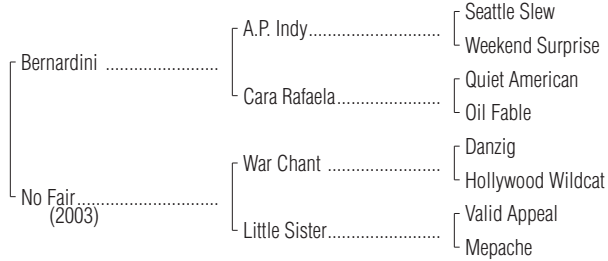 Seattle Slew
A.P. Indy..............................
Weekend Surprise
Bernardini .........................
Quiet American
Cara Rafaela........................
Oil Fable
Danzig
War Chant .........................
Hollywood Wildcat
No Fair................................
(2003)
Valid Appeal
Little Sister.........................
Mepache